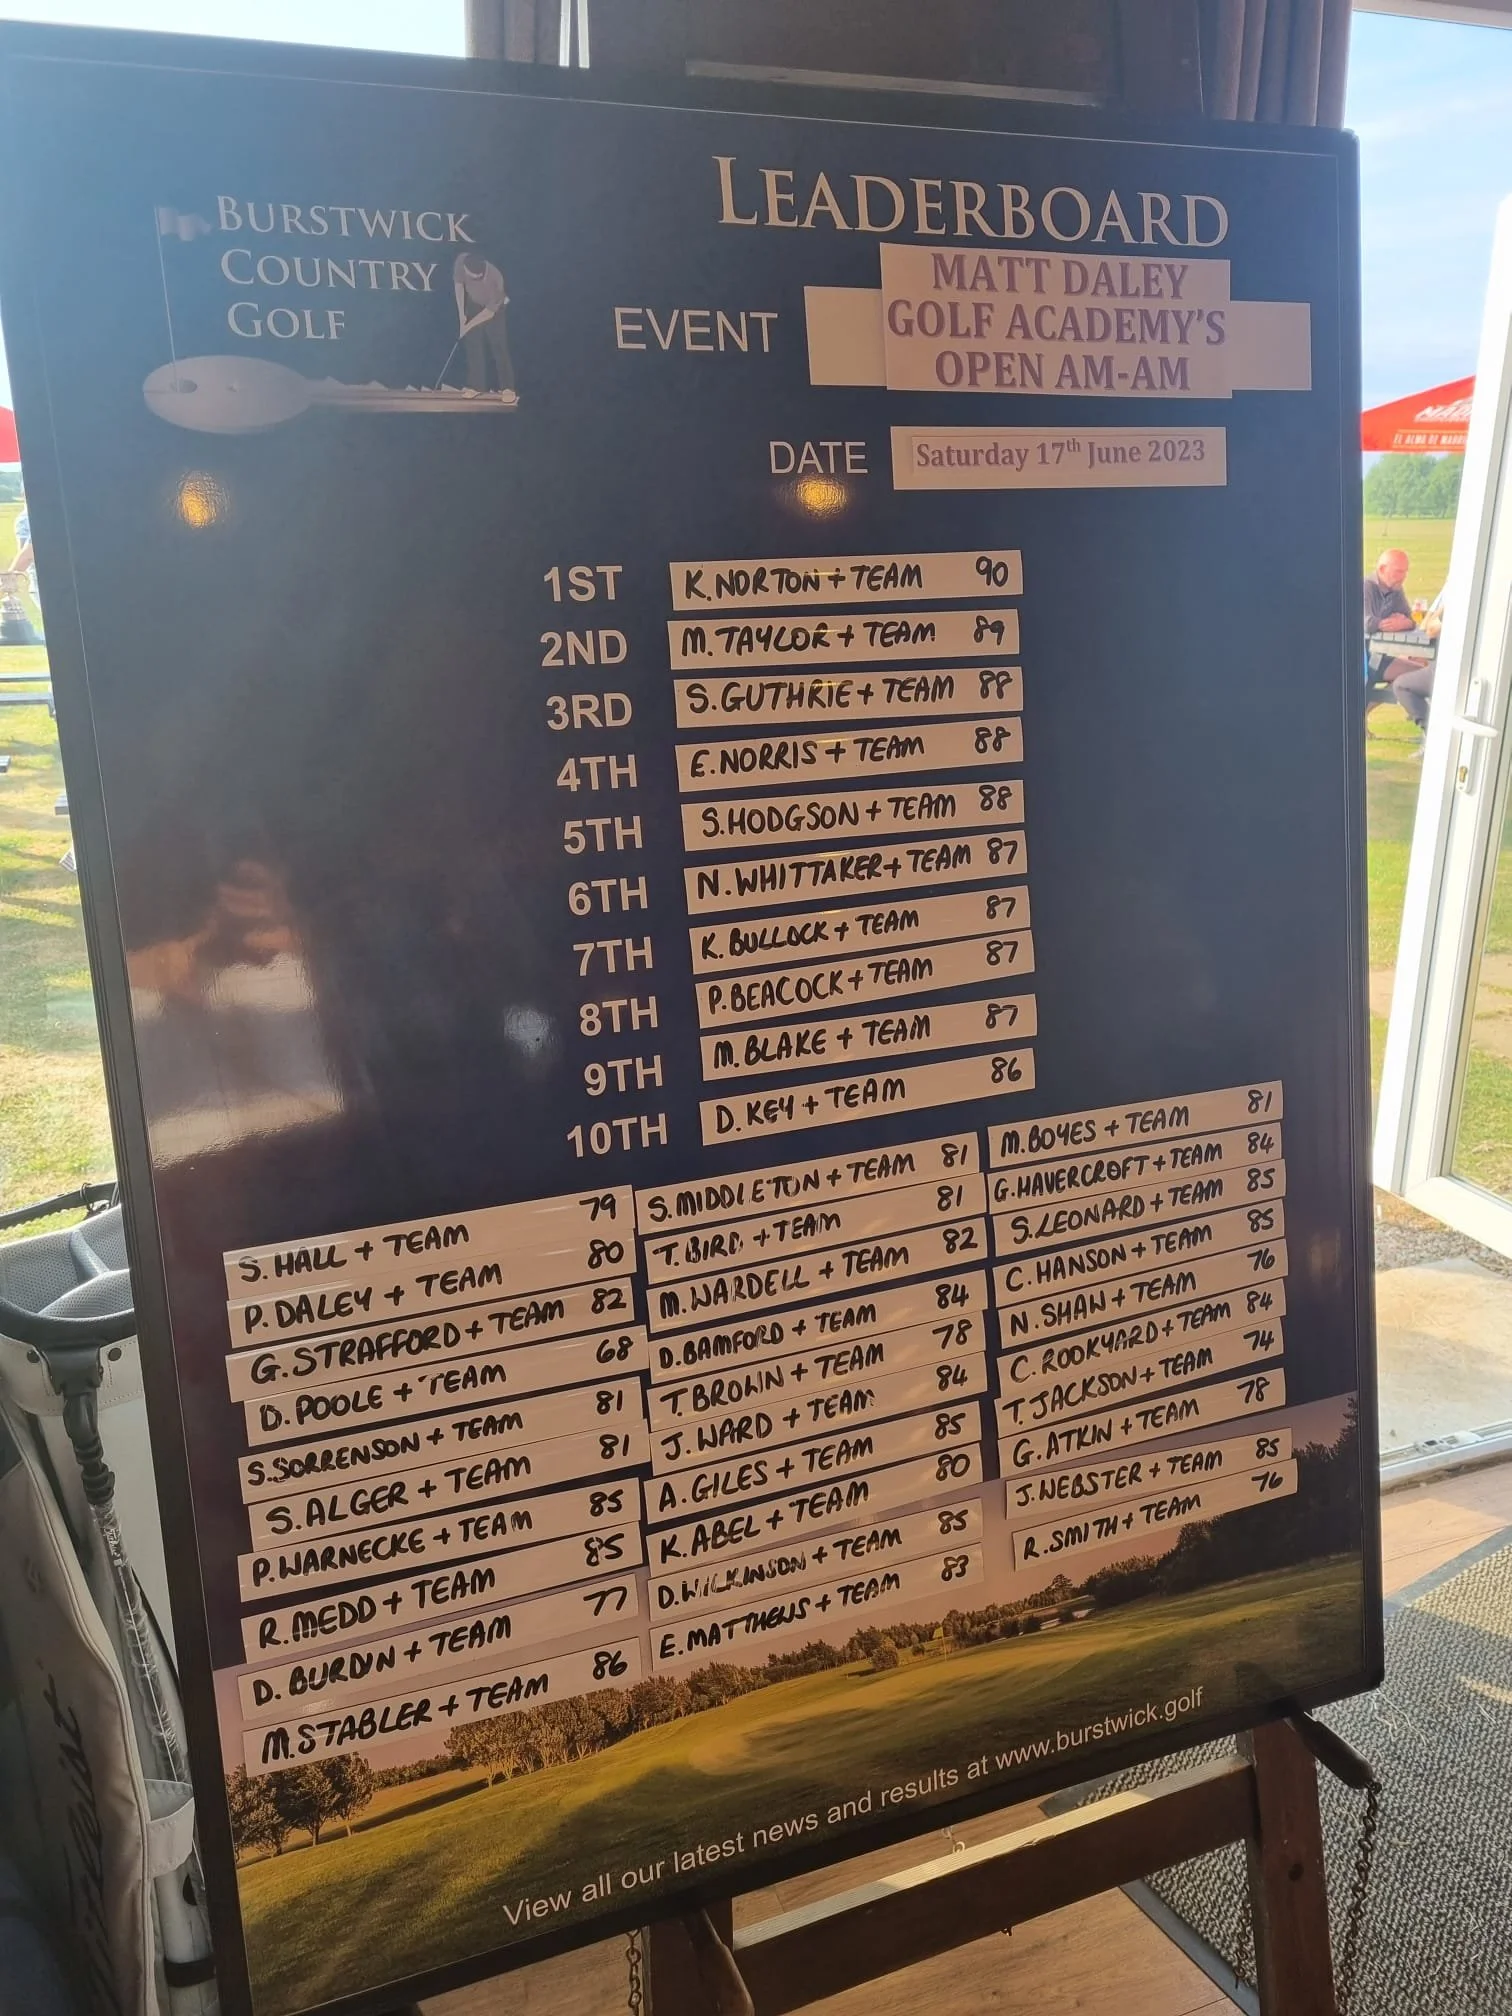 BURSTWICK
COUNTRY
GOLF
LEADERBOARD
EVENT
MATT DALEY
GOLF ACADEMY'S
OPEN AM-AM
DATE Saturday 17th June 2023
1ST K. NORTON + TEAM 90
2ND M. TAYLOR + TEAM 89
3RD S. GUTHRIE + TEAM 88
4TH E. NORRIS + TEAM 88
5TH S. HODGSON + TEAM 88
6TH N. WHITTAKER + TEAM 87
7TH K. BULLOCK + TEAM 87
8TH P. BEACOCK + TEAM 87
9TH M. BLAKE + TEAM 87
10TH D. KEY + TEAM 86
S. HALL + TEAM 79
P. DALEY + TEAM 80
G. STRAFFORD + TEAM 82
D. POOLE + TEAM 68
S. SORRENSON + TEAM 81
S. ALGER + TEAM 81
P. WARNECKE + TEAM 85
R. MEDD + TEAM 85
D. BURDIN + TEAM 77
M. STABLER + TEAM 86
S. MIDDLETON + TEAM 81
T. BIRD + TEAM 81
M. WARDELL + TEAM 82
D. BAMFORD + TEAM 84
T. BROWN + TEAM 78
J. WARD + TEAM 84
A. GILES + TEAM 85
K. ABEL + TEAM 80
D. WILKINSON + TEAM 85
E. MATTHEWS + TEAM 83
M. BOYES + TEAM 81
G. HAVERCROFT + TEAM 84
S. LEONARD + TEAM 85
C. HANSON + TEAM 85
N. SHAW + TEAM 76
C. ROOKYARD + TEAM 84
T. JACKSON + TEAM 74
G. ATKIN + TEAM 78
J. WEBSTER + TEAM 85
R. SMITH + TEAM 76
View all our latest news and results at www.burstwick.golf
EL ALMA DE MADRID
Titleist